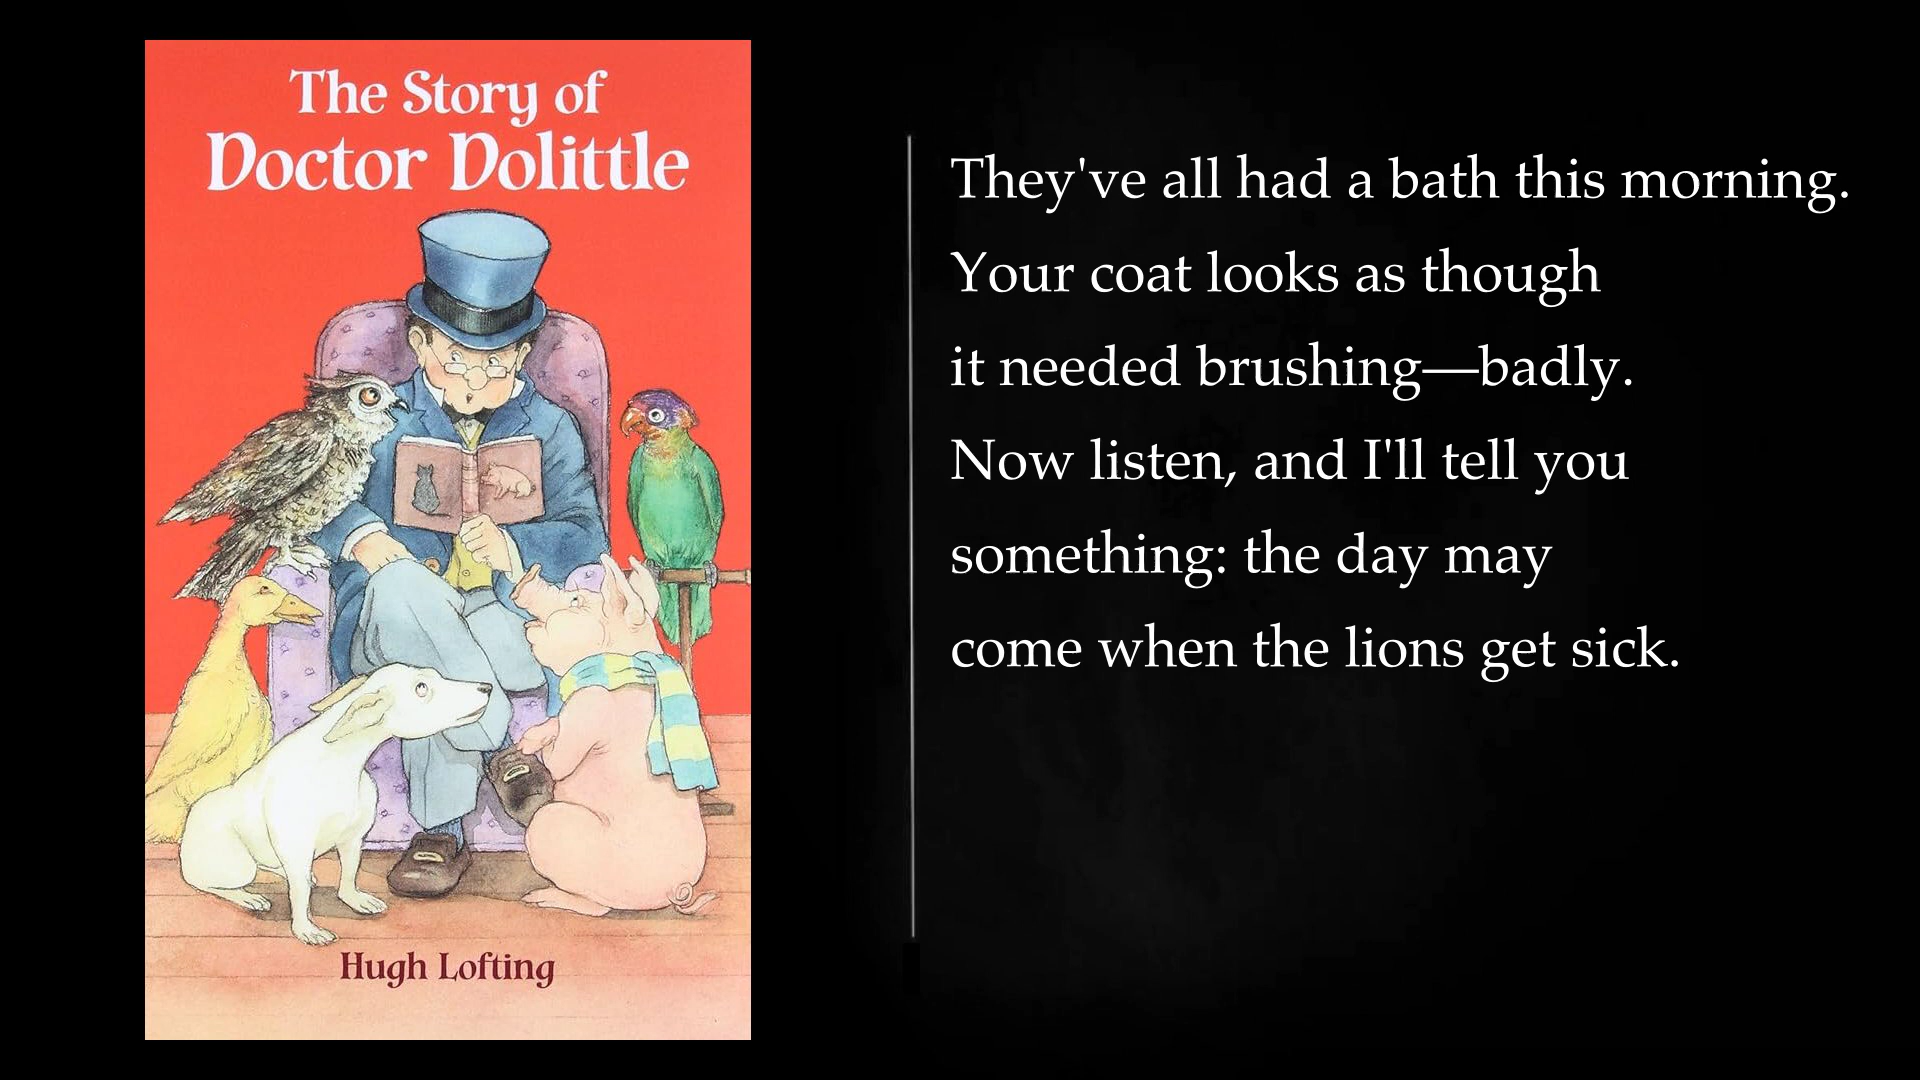 The Story of
Doctor Dolittle
Hugh Lofting
They've all had a bath this morning.
Your coat looks as though
it needed brushing—badly.
Now listen, and I'll tell you
something: the day may
come when the lions get sick.